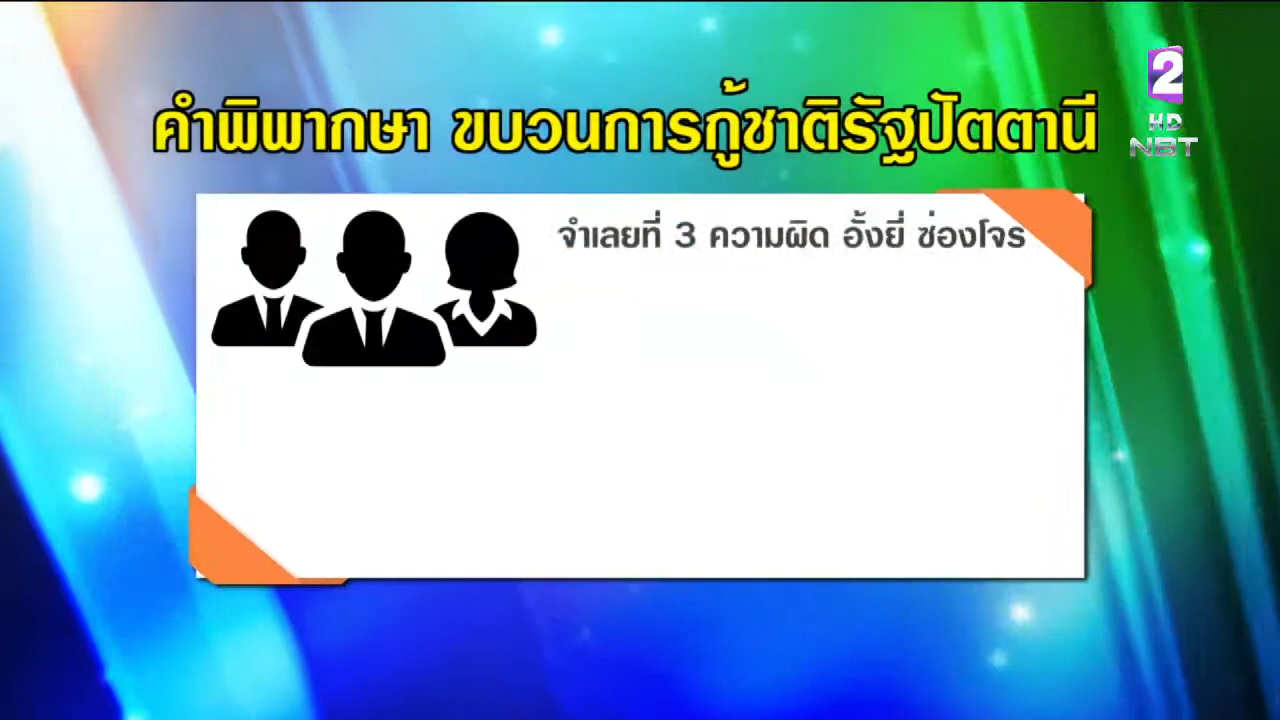 คำพิพากษา ขบวนการกู้ชาติรัฐปัตตานี
2
HD
NBT
จำเลยที่ 3 ความผิด อั้งยี่ ซ่องโจร